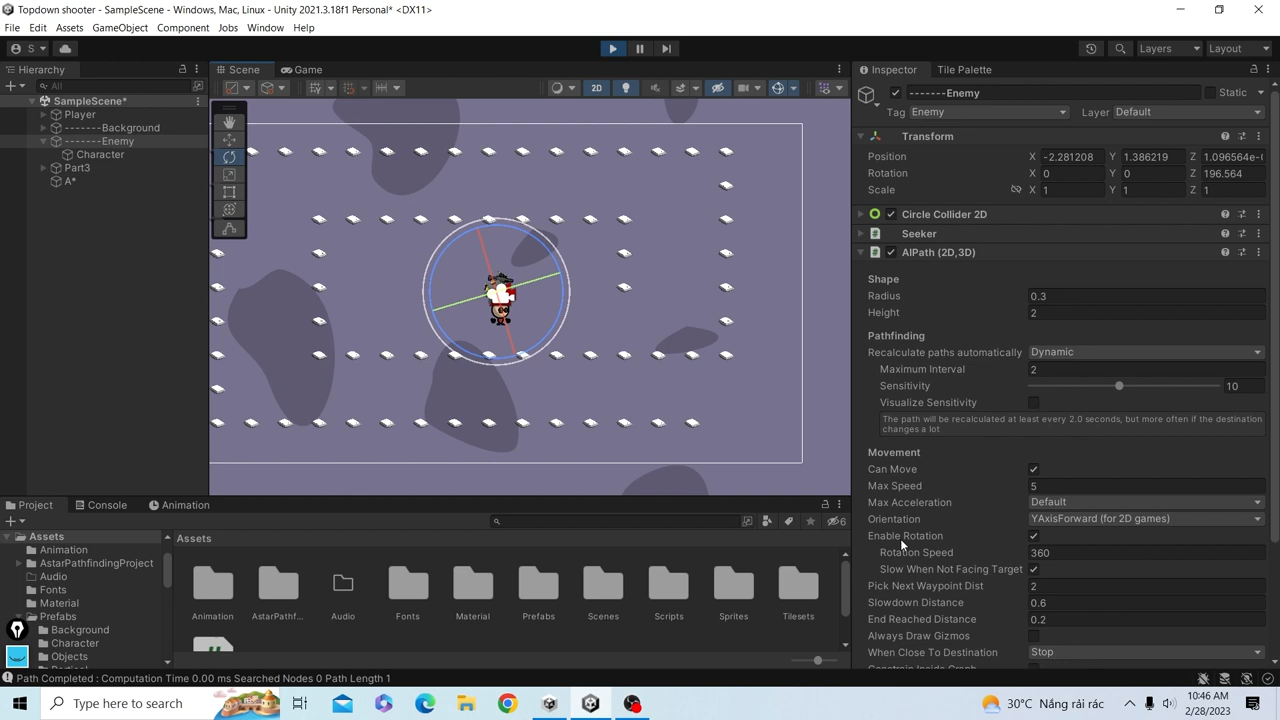 Topdown shooter - SampleScene - Windows, Mac, Linux - Unity 2021.3.18f1 Personal* <DX11>
File Edit Assets GameObject Component Jobs Window Help
S Layers Layout
Hierarchy Scene Game Inspector Tile Palette
All
2D
SampleScene*
Player
-------Background
-------Enemy
Character
Part3
A*
-------Enemy Static
Tag Enemy Layer Default
Transform
Position X -2.281208 Y 1.386219 Z 1.096564e-
Rotation X 0 Y 0 Z 196.564
Scale X 1 Y 1 Z 1
Circle Collider 2D
Seeker
AIPath (2D,3D)
Shape
Radius 0.3
Height 2
Pathfinding
Recalculate paths automatically Dynamic
Maximum Interval 2
Sensitivity 10
Visualize Sensitivity
The path will be recalculated at least every 2.0 seconds, but more often if the destination
changes a lot
Movement
Can Move
Max Speed 5
Max Acceleration Default
Orientation YAxisForward (for 2D games)
Enable Rotation
Rotation Speed 360
Slow When Not Facing Target
Pick Next Waypoint Dist 2
Slowdown Distance 0.6
End Reached Distance 0.2
Always Draw Gizmos
When Close To Destination Stop
Project Console Animation
6
Assets
Animation
AstarPathfindingProject
Audio
Fonts
Material
Prefabs
Background
Character
Objects
Assets
Animation AstarPathf... Audio Fonts Material Prefabs Scenes Scripts Sprites Tilesets
Path Completed : Computation Time 0.00 ms Searched Nodes 0 Path Length 1
Type here to search
30°C Nắng rải rác
10:46 AM
2/28/2023